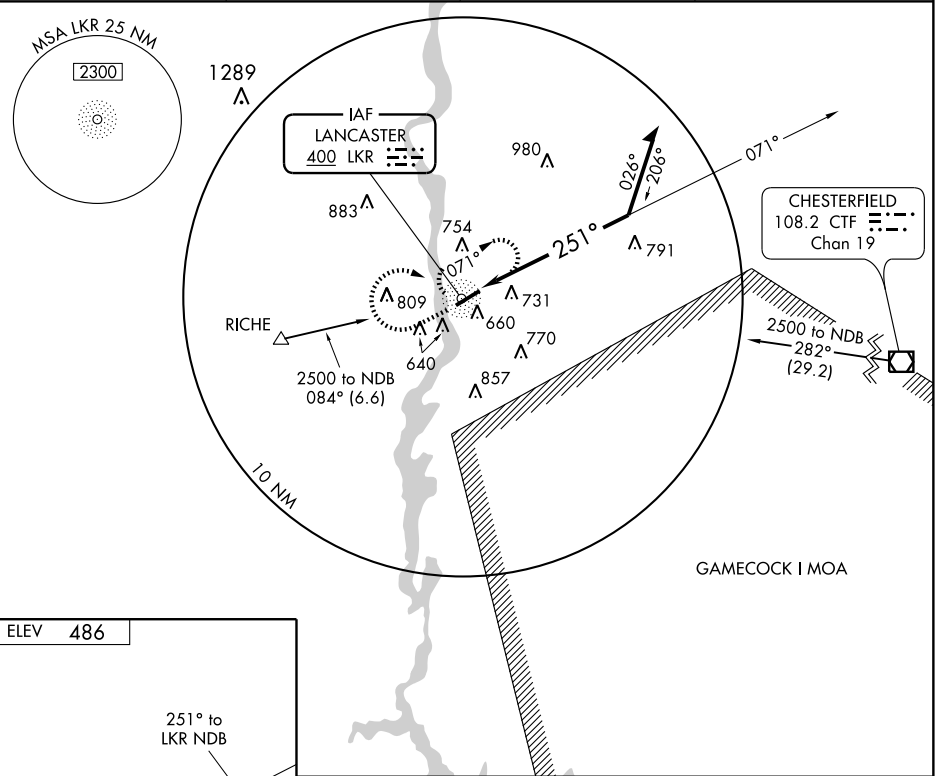 MSA LKR 25 NM
2300
1289
IAF
LANCASTER
400 LKR
980
026°
206°
071°
883
754
071°
251°
791
CHESTERFIELD
108.2 CTF
Chan 19
809
731
RICHE
660
640
770
2500 to NDB
084° (6.6)
857
2500 to NDB
282°
(29.2)
10 NM
GAMECOCK I MOA
ELEV 486
251° to
LKR NDB